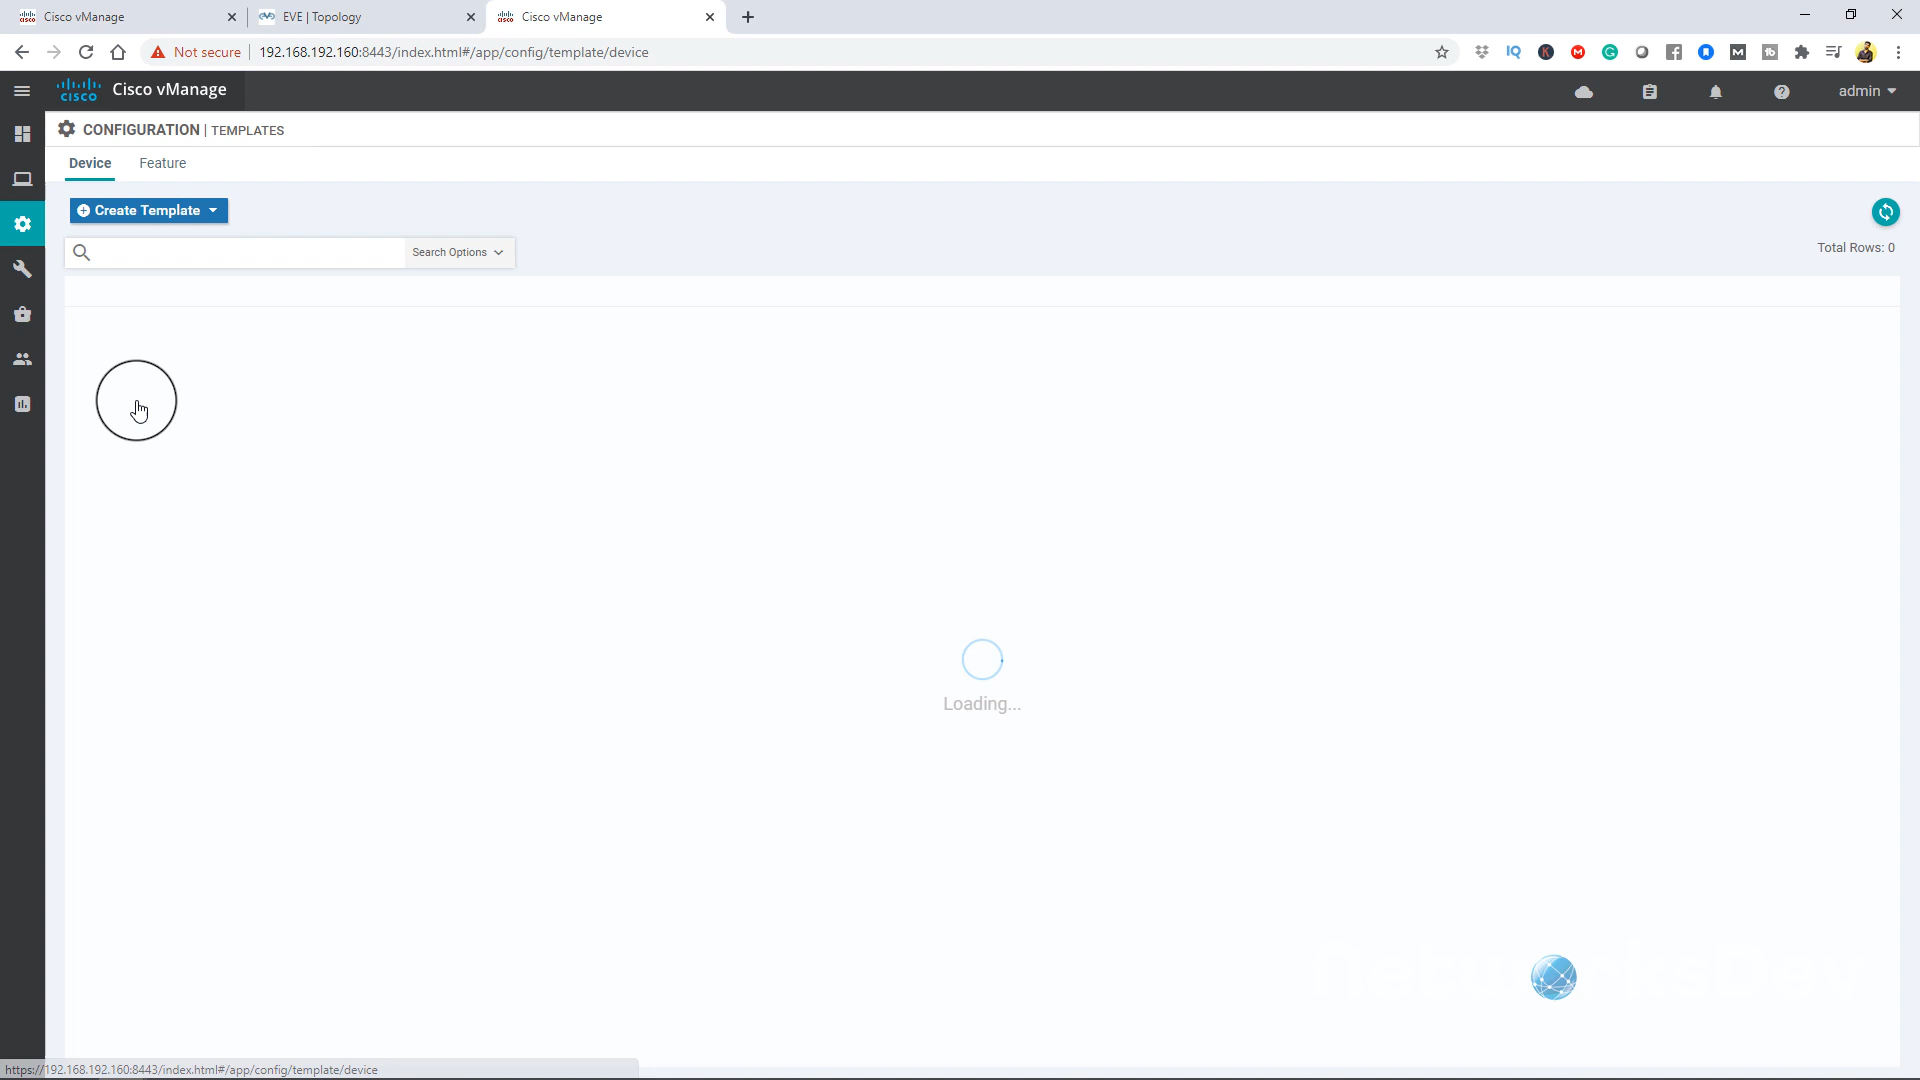 Cisco vManage
EVE | Topology
Cisco vManage
Not secure
192.168.192.160:8443/index.html#/app/config/template/device
cisco
Cisco vManage
admin
CONFIGURATION | TEMPLATES
Device
Feature
Create Template
Search Options
Total Rows: 0
Loading...
https://192.168.192.160:8443/index.html#/app/config/template/device